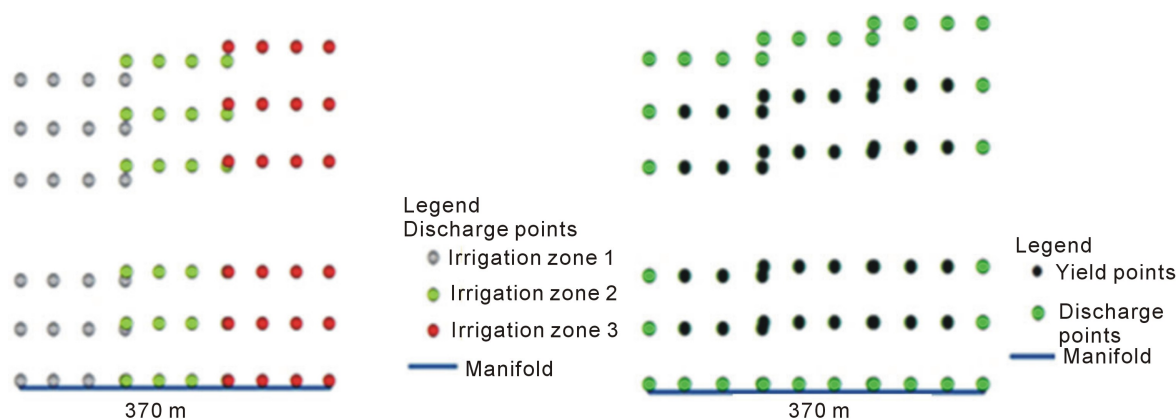 Legend
Discharge points
Irrigation zone 1
Irrigation zone 2
Irrigation zone 3
Manifold
370 m
Legend
Yield points
Discharge
points
Manifold
370 m